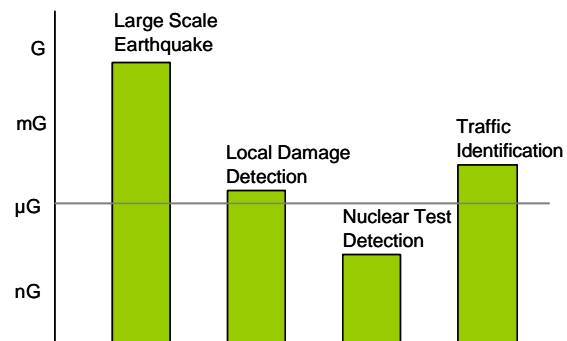 Large Scale
Earthquake
G
mG
Traffic
Identification
Local Damage
Detection
µG
Nuclear Test
Detection
nG